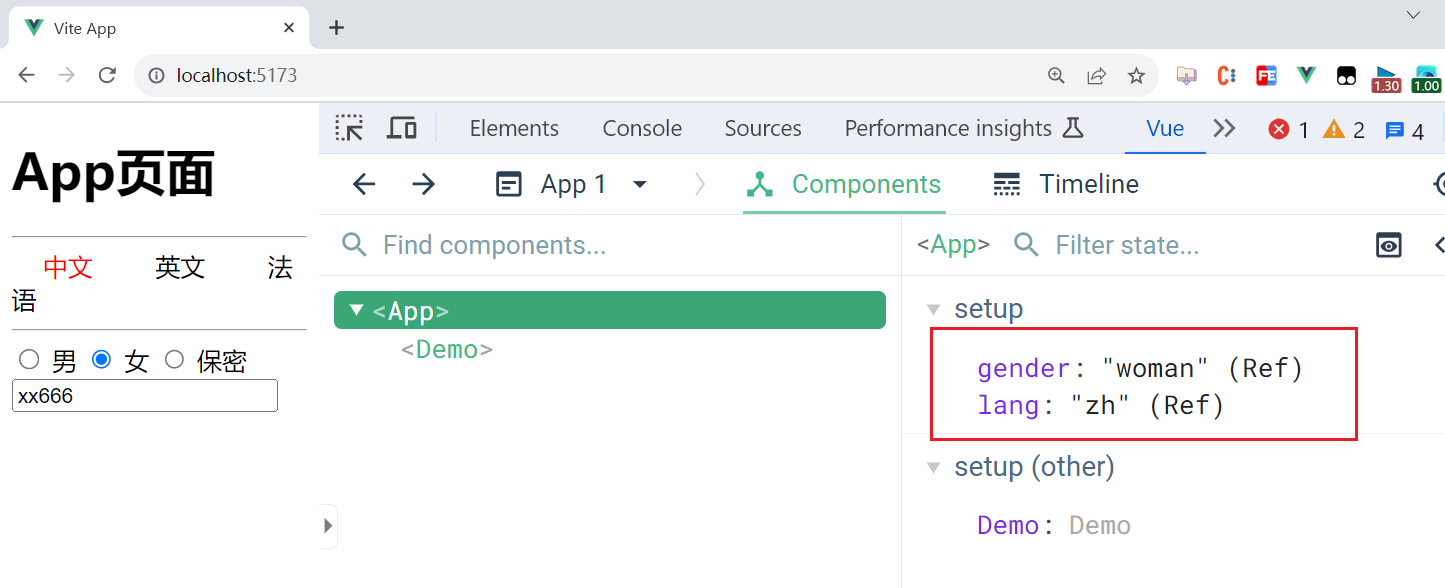 Vite App
localhost:5173
1.30 1.00
Elements Console Sources Performance insights Vue 1 2 4
App 1 Components Timeline
Find components...
<App> Filter state...
App页面
中文 英文 法
语
男 女 保密
xx666
<App>
<Demo>
setup
gender: "woman" (Ref)
lang: "zh" (Ref)
setup (other)
Demo: Demo